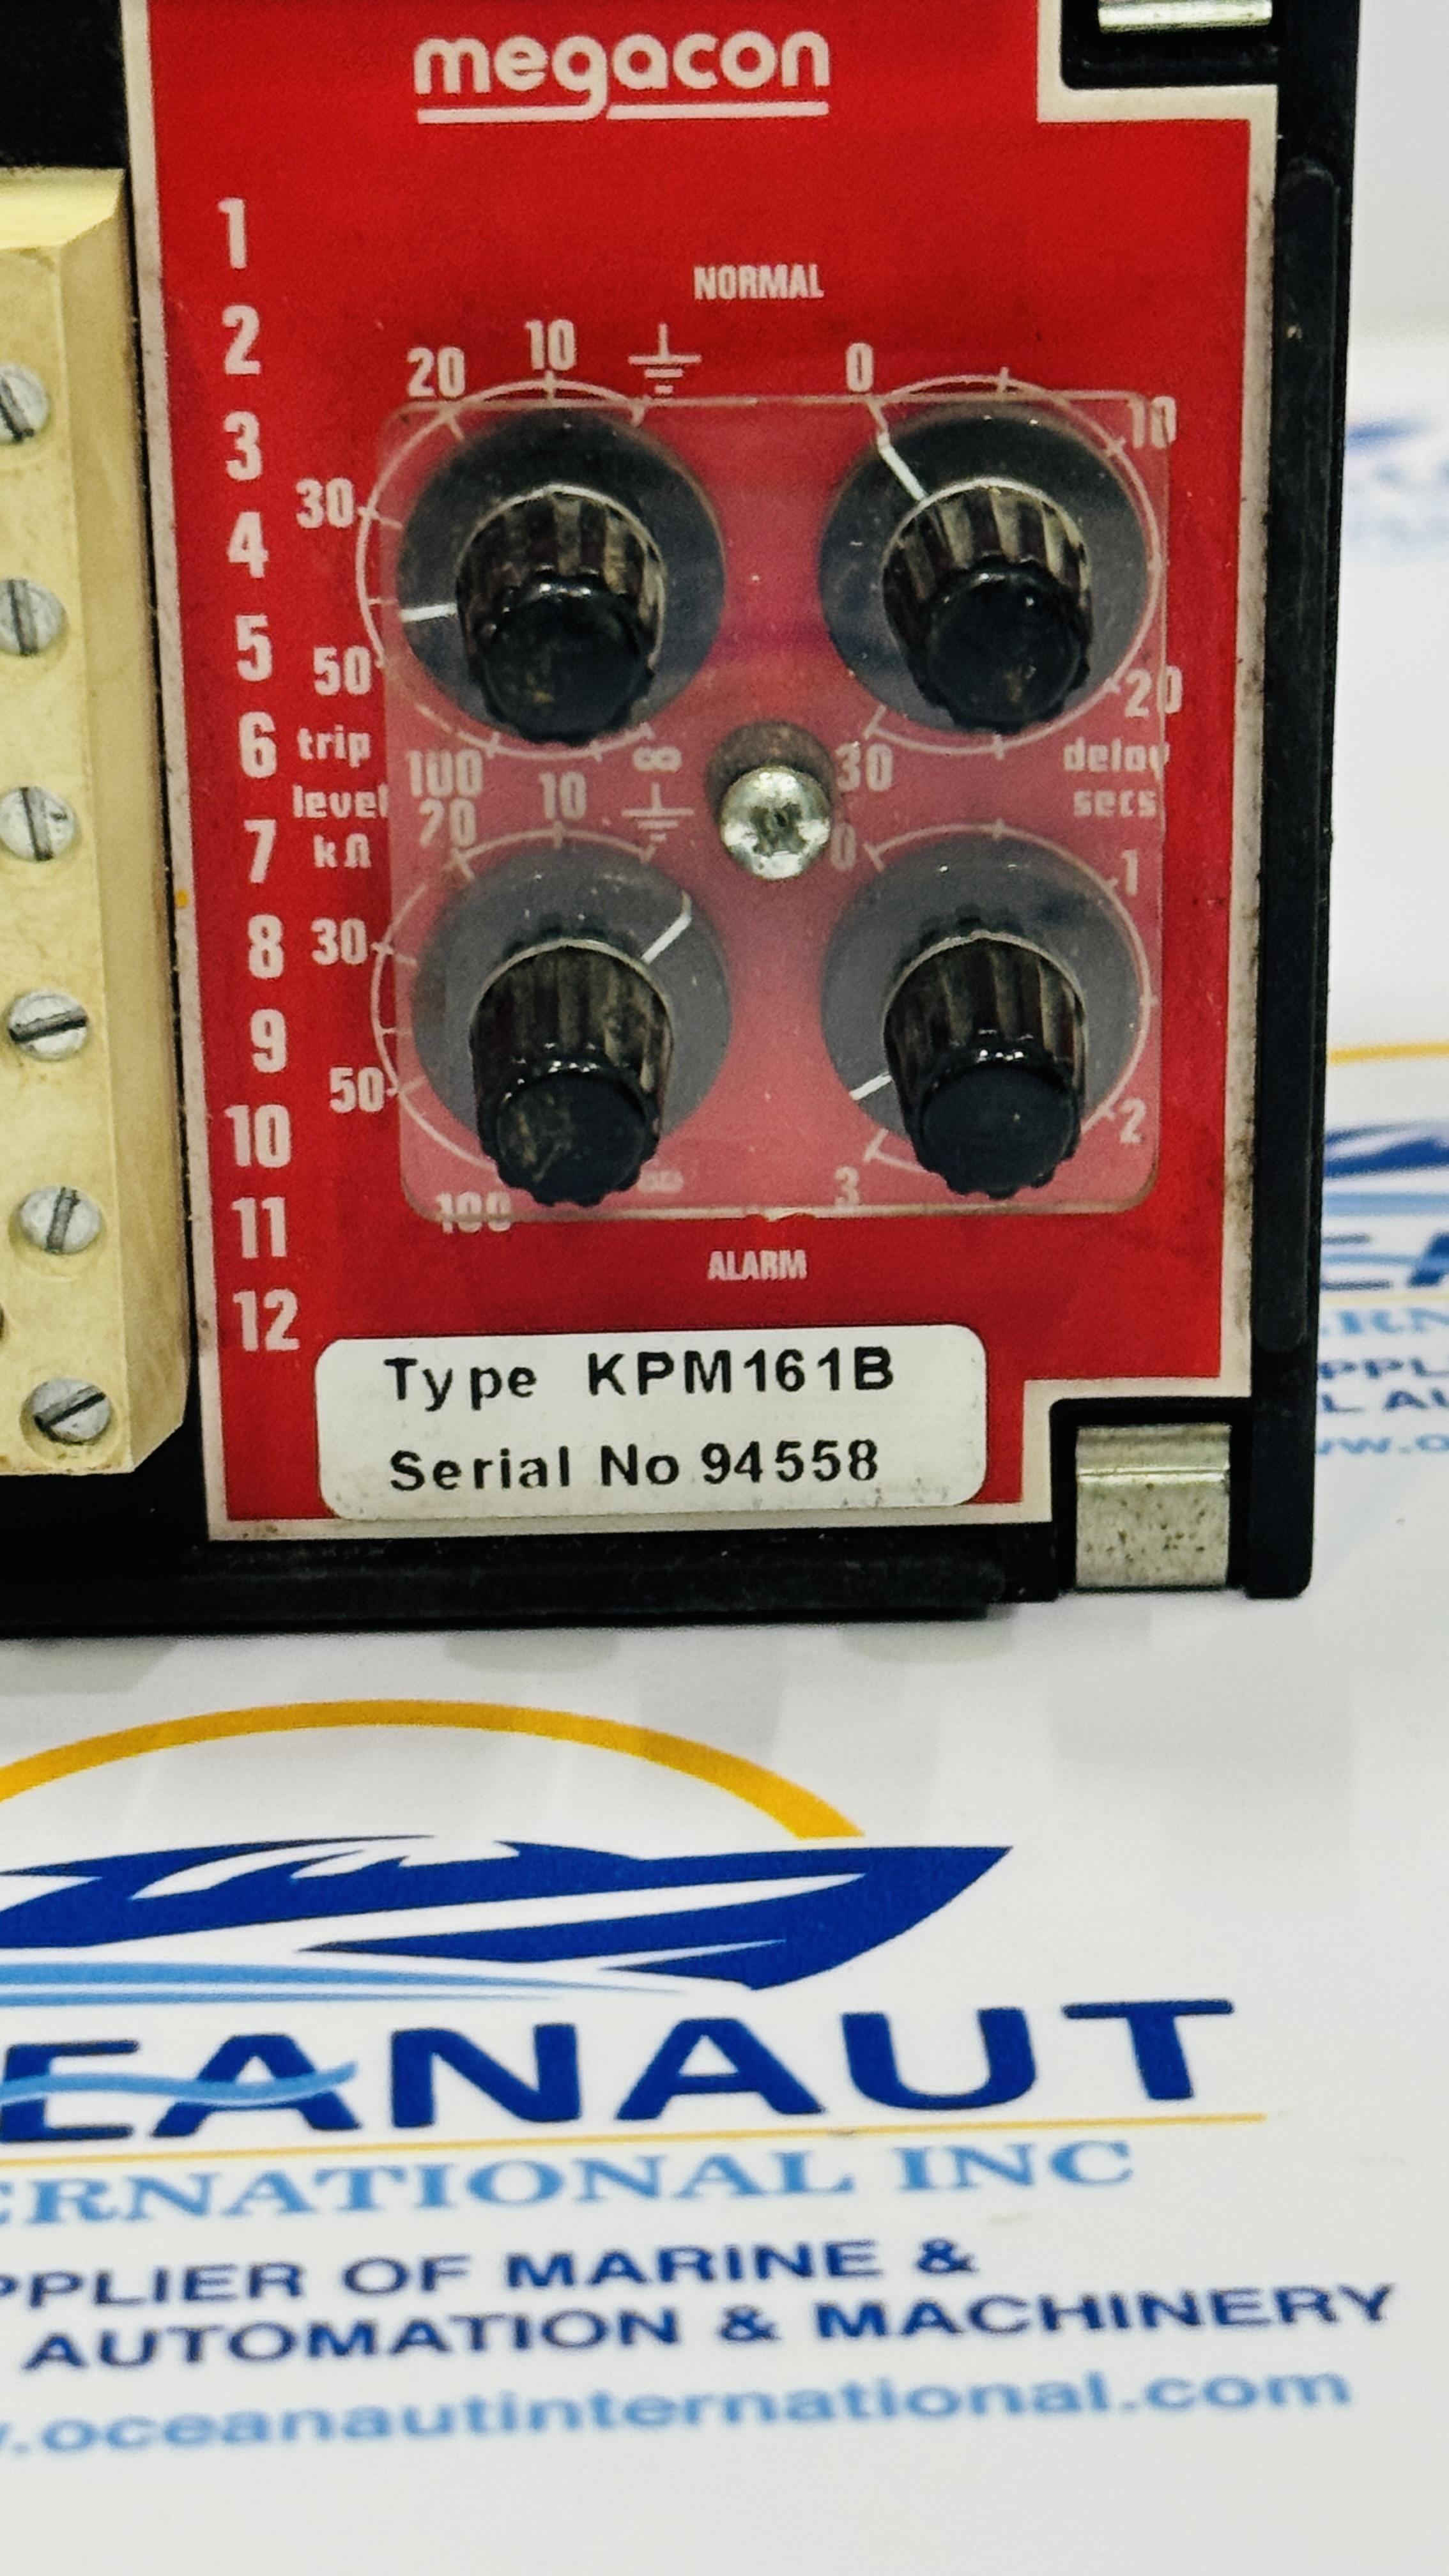 megacon
1
NORMAL
2
20 10 0
10
3
30
4
5
50 20
6 trip
level
kΩ
100 ∞ 30 delay
secs
20 10 0
7
1
8 30
9
50
10 2
100 3
11
ALARM
12
Type KPM161B
Serial No 94558
EANAUT
ERNATIONAL INC
PPLIER OF MARINE &
AUTOMATION & MACHINERY
.oceanautinternational.com